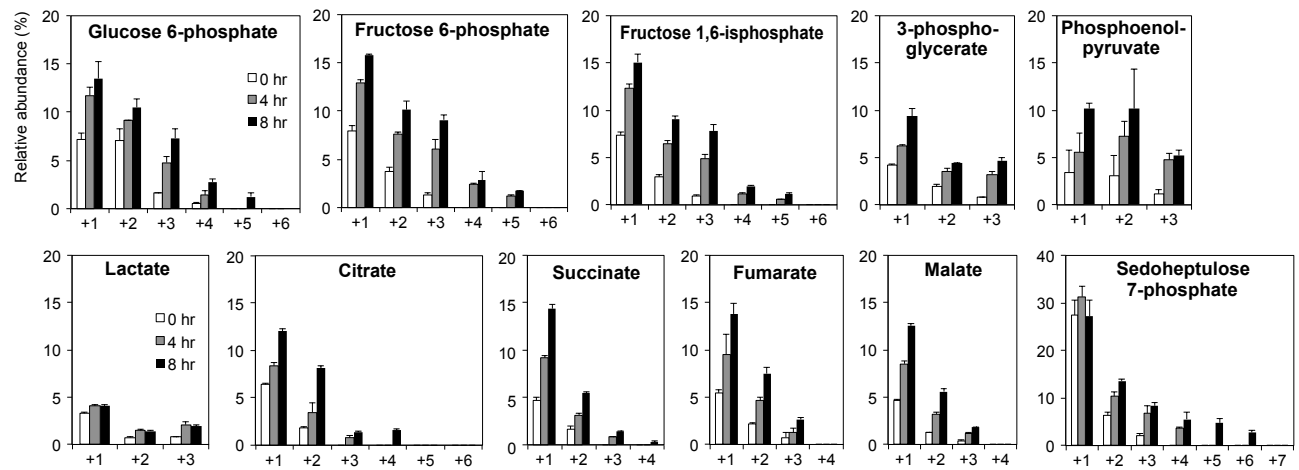 Relative abundance (%)
20
15
10
5
0
Glucose 6-phosphate
0 hr
4 hr
8 hr
+1 +2 +3 +4 +5 +6
20
15
10
5
0
Fructose 6-phosphate
+1 +2 +3 +4 +5 +6
20
15
10
5
0
Fructose 1,6-isphosphate
+1 +2 +3 +4 +5 +6
20
15
10
5
0
3-phospho-
glycerate
+1 +2 +3
20
15
10
5
0
Phosphoenol-
pyruvate
+1 +2 +3
20
15
10
5
0
Lactate
0 hr
4 hr
8 hr
+1 +2 +3
20
15
10
5
0
Citrate
+1 +2 +3 +4 +5 +6
20
15
10
5
0
Succinate
+1 +2 +3 +4
20
15
10
5
0
Fumarate
+1 +2 +3 +4
20
15
10
5
0
Malate
+1 +2 +3 +4
40
30
20
10
0
Sedoheptulose
7-phosphate
+1 +2 +3 +4 +5 +6 +7